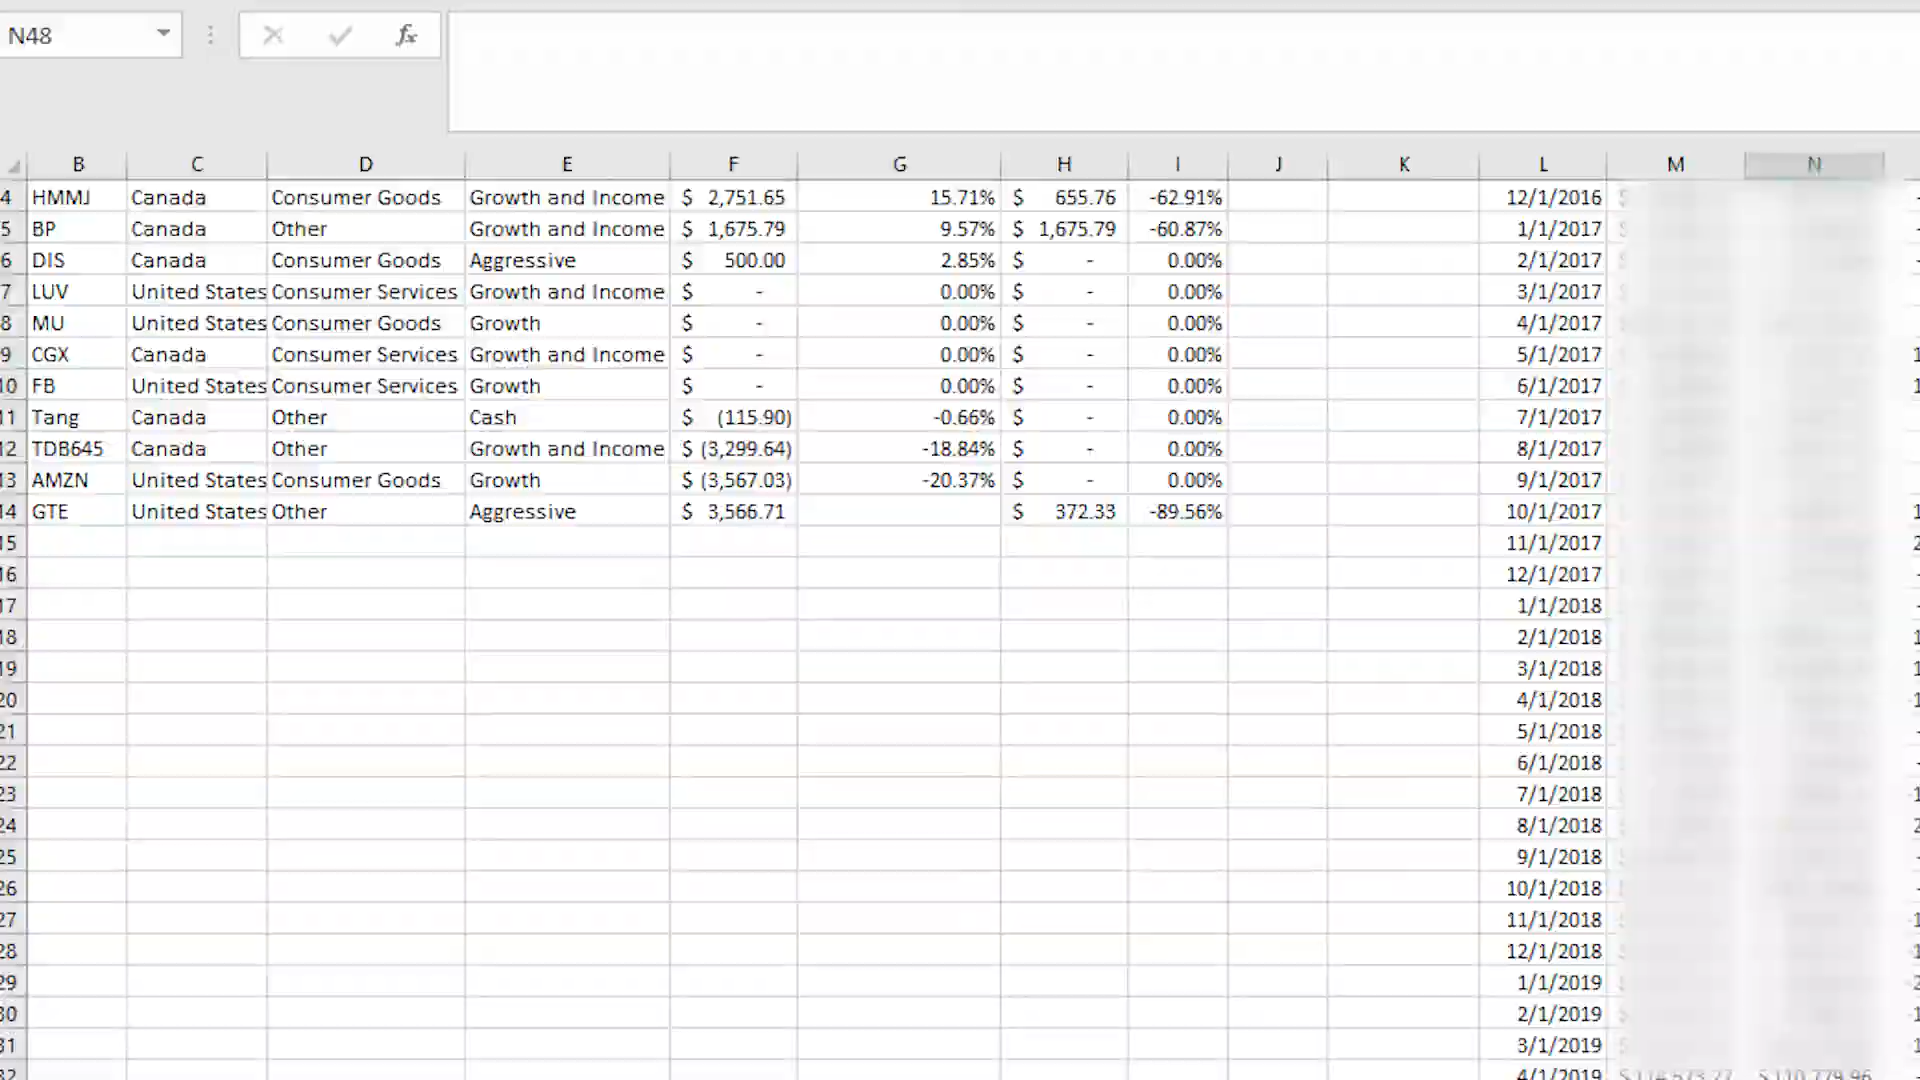 N48 fx
B C D E F G H I J K L M N
4 HMMJ Canada Consumer Goods Growth and Income $ 2,751.65 15.71% $ 655.76 -62.91% 12/1/2016
5 BP Canada Other Growth and Income $ 1,675.79 9.57% $ 1,675.79 -60.87% 1/1/2017
6 DIS Canada Consumer Goods Aggressive $ 500.00 2.85% $ - 0.00% 2/1/2017
7 LUV United States Consumer Services Growth and Income $ - 0.00% $ - 0.00% 3/1/2017
8 MU United States Consumer Goods Growth $ - 0.00% $ - 0.00% 4/1/2017
9 CGX Canada Consumer Services Growth and Income $ - 0.00% $ - 0.00% 5/1/2017
10 FB United States Consumer Services Growth $ - 0.00% $ - 0.00% 6/1/2017
11 Tang Canada Other Cash $ (115.90) -0.66% $ - 0.00% 7/1/2017
12 TDB645 Canada Other Growth and Income $ (3,299.64) -18.84% $ - 0.00% 8/1/2017
13 AMZN United States Consumer Goods Growth $ (3,567.03) -20.37% $ - 0.00% 9/1/2017
14 GTE United States Other Aggressive $ 3,566.71 $ 372.33 -89.56% 10/1/2017
15 11/1/2017
16 12/1/2017
17 1/1/2018
18 2/1/2018
19 3/1/2018
20 4/1/2018
21 5/1/2018
22 6/1/2018
23 7/1/2018
24 8/1/2018
25 9/1/2018
26 10/1/2018
27 11/1/2018
28 12/1/2018
29 1/1/2019
30 2/1/2019
31 3/1/2019
32 4/1/2019